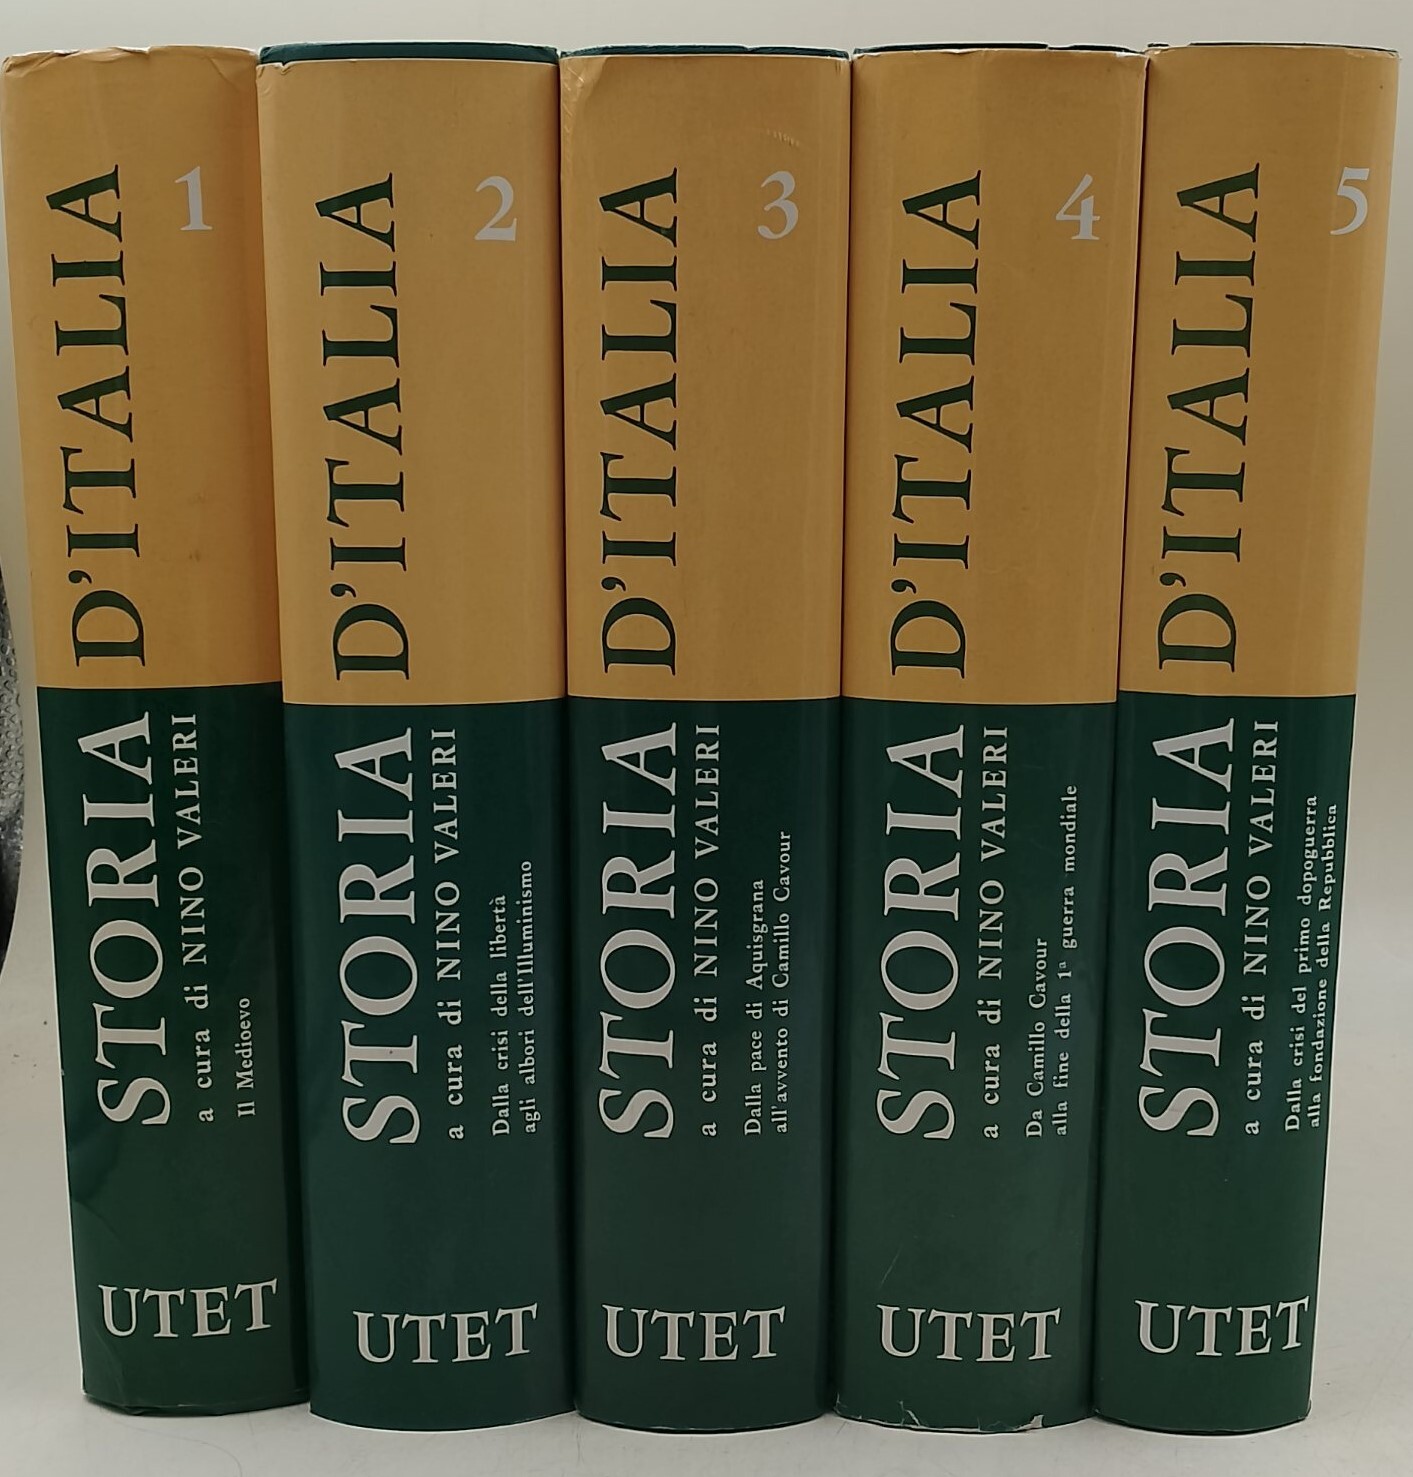 1
STORIA D'ITALIA
a cura di NINO VALERI
Il Medioevo
UTET
2
STORIA D'ITALIA
a cura di NINO VALERI
Dalla crisi della libertà
agli albori dell'Illuminismo
UTET
3
STORIA D'ITALIA
a cura di NINO VALERI
Dalla pace di Aquisgrana
all'avvento di Camillo Cavour
UTET
4
STORIA D'ITALIA
a cura di NINO VALERI
Da Camillo Cavour
alla fine della 1ª guerra mondiale
UTET
5
STORIA D'ITALIA
a cura di NINO VALERI
Dalla crisi del primo dopoguerra
alla fondazione della Repubblica
UTET